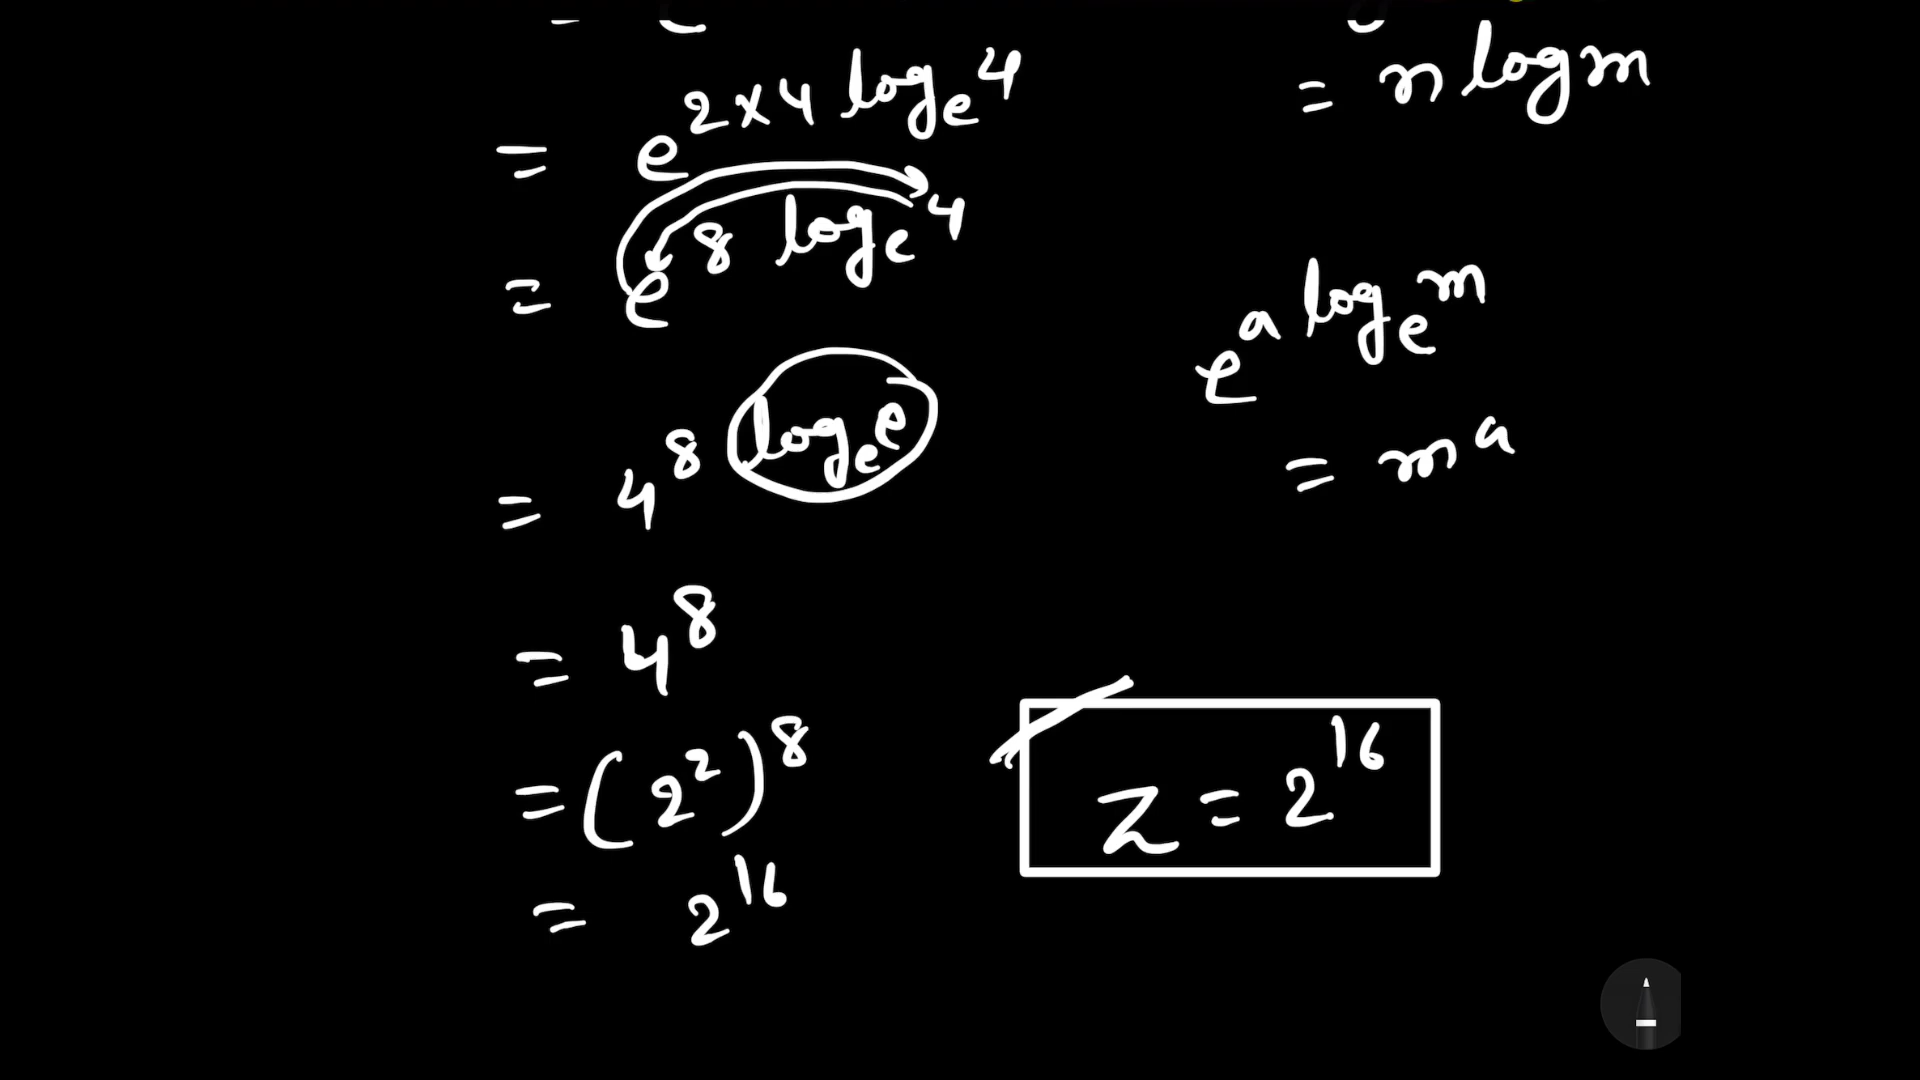 = e^{2×4 log_e 4}
= e^{8 log_e 4}
= 4^{8 log_e e}
= 4^8
= (2^2)^8
= 2^{16}
= n log m
e^{a log_e m}
= m^a
z = 2^{16}